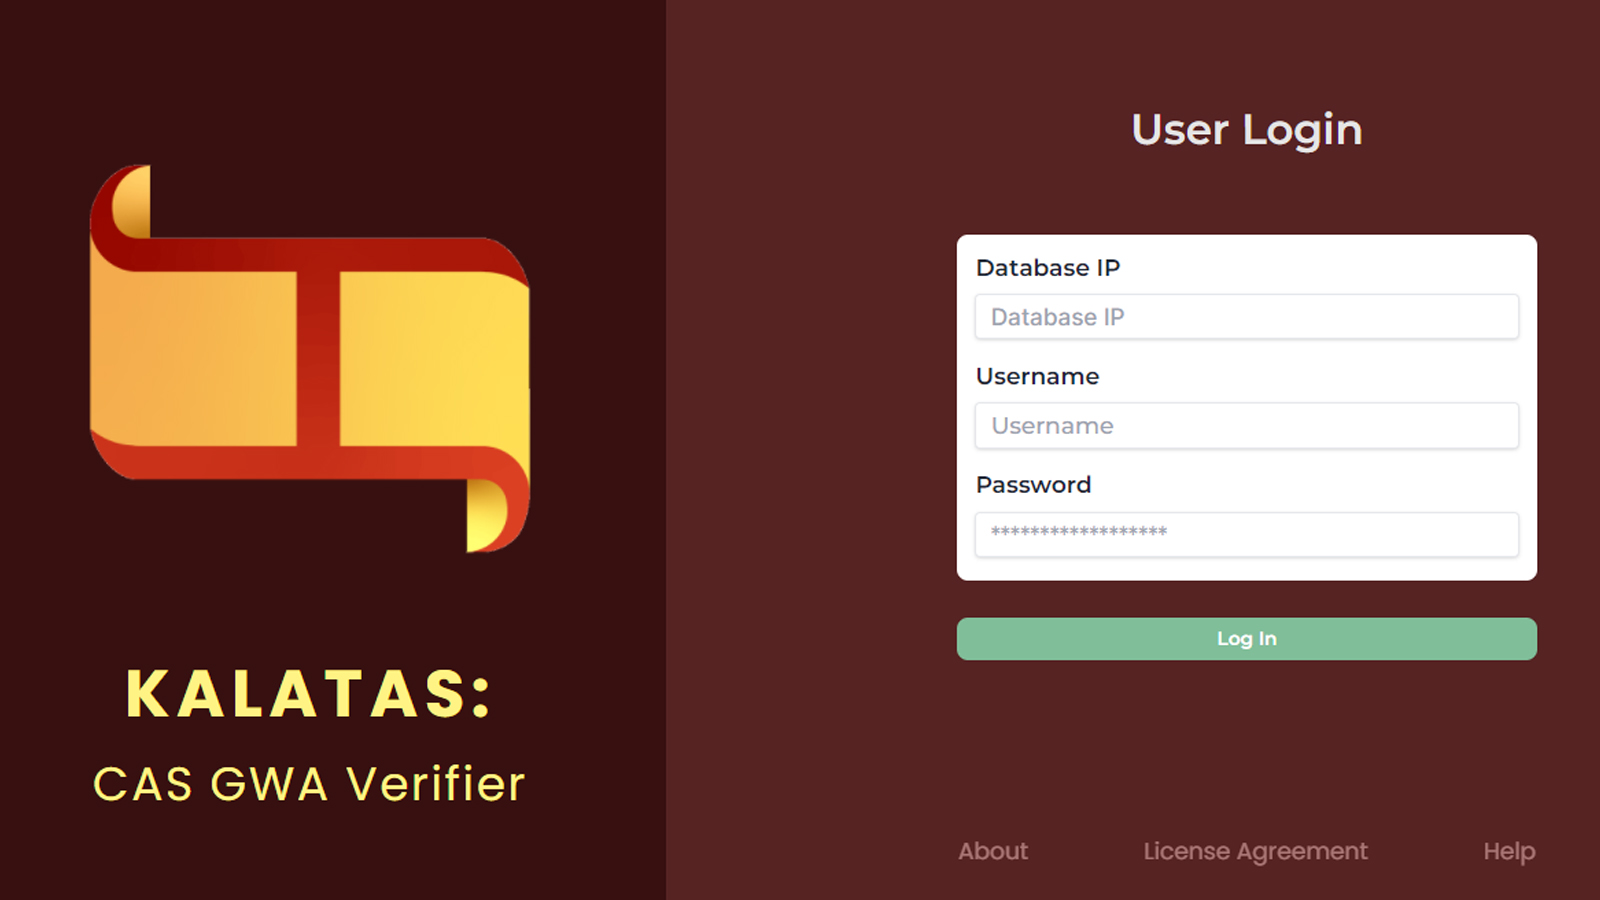 KALATAS:
CAS GWA Verifier
User Login
Database IP
Database IP
Username
Username
Password
******************
Log In
About
License Agreement
Help